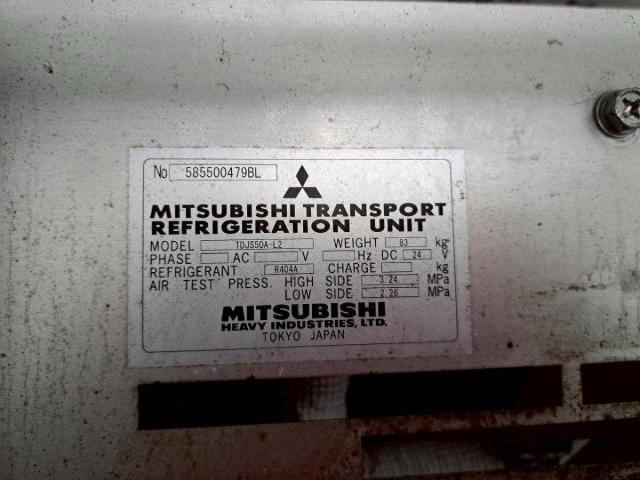 No 585500479BL
MITSUBISHI TRANSPORT
REFRIGERATION UNIT
MODEL TDJS50A-L2 WEIGHT 83 kg
PHASE AC V Hz DC 24 V
REFRIGERANT R404A CHARGE kg
AIR TEST PRESS. HIGH SIDE 3.24 MPa
LOW SIDE 2.26 MPa
MITSUBISHI
HEAVY INDUSTRIES, LTD.
TOKYO JAPAN